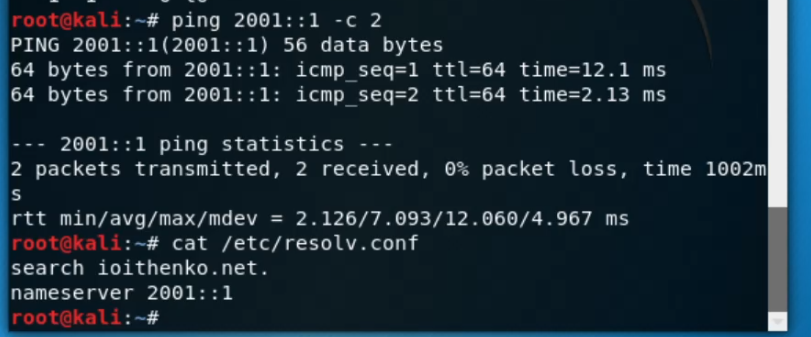 root@kali:~# ping 2001::1 -c 2
PING 2001::1(2001::1) 56 data bytes
64 bytes from 2001::1: icmp_seq=1 ttl=64 time=12.1 ms
64 bytes from 2001::1: icmp_seq=2 ttl=64 time=2.13 ms
--- 2001::1 ping statistics ---
2 packets transmitted, 2 received, 0% packet loss, time 1002m
s
rtt min/avg/max/mdev = 2.126/7.093/12.060/4.967 ms
root@kali:~# cat /etc/resolv.conf
search ioithenko.net.
nameserver 2001::1
root@kali:~#